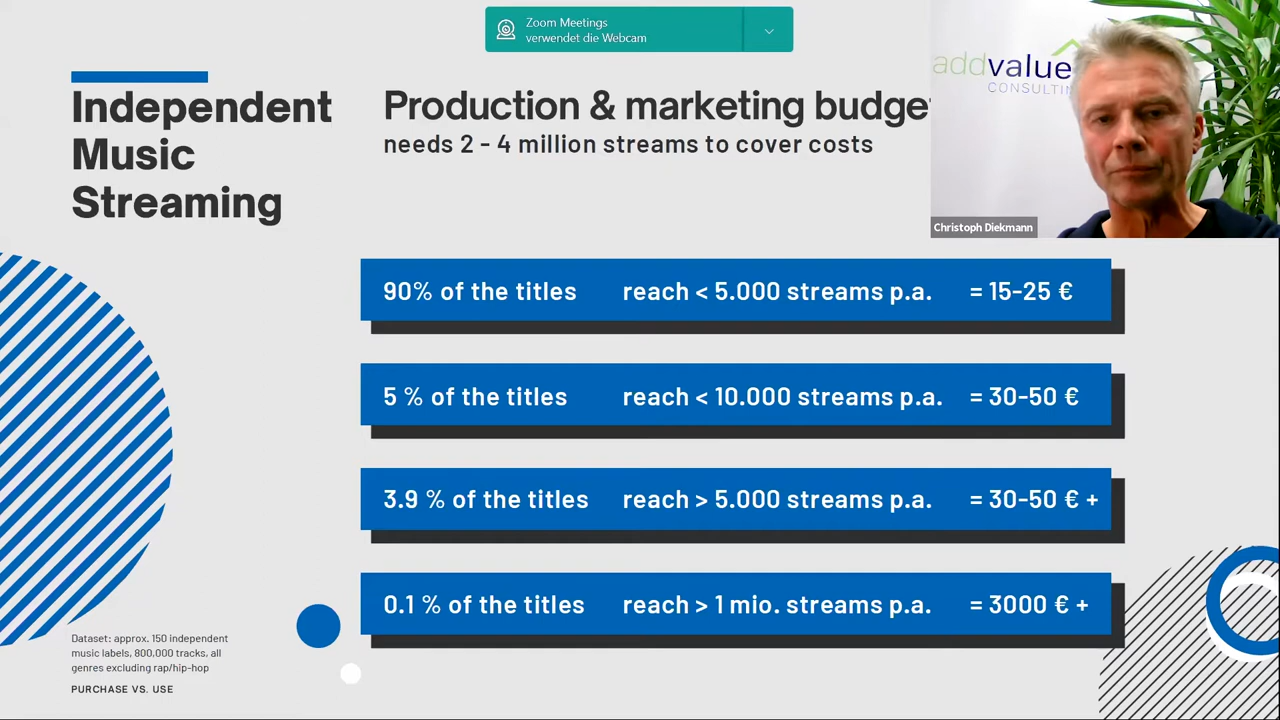 Zoom Meetings
verwendet die Webcam
addvalue
Independent
Music
Streaming
Production & marketing
needs 2 - 4 million streams to cover costs
Christoph Diekmann
90% of the titles reach < 5.000 streams p.a. = 15-25 €
5 % of the titles reach < 10.000 streams p.a. = 30-50 €
3.9 % of the titles reach > 5.000 streams p.a. = 30-50 € +
0.1 % of the titles reach > 1 mio. streams p.a. = 3000 € +
Dataset: approx. 150 independent
music labels, 800,000 tracks, all
genres excluding rap/hip-hop
PURCHASE VS. USE